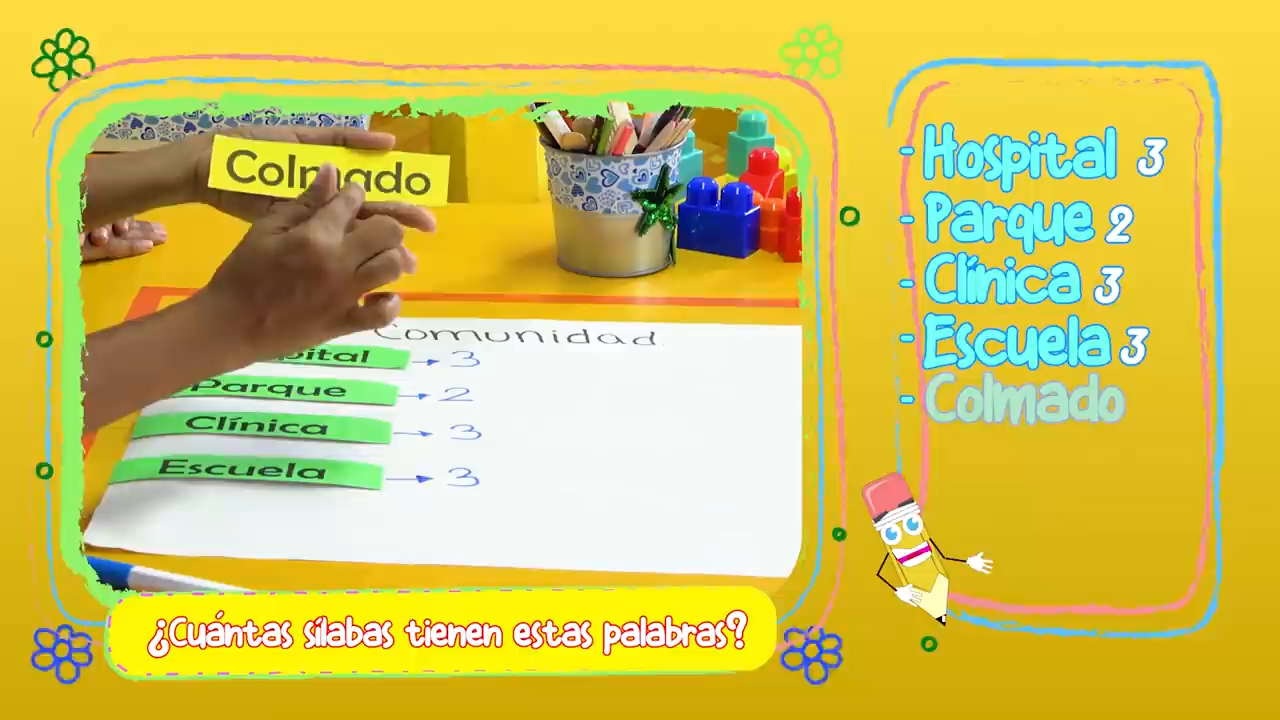 Colmado
Comunidad
pital → 3
Parque → 2
Clínica → 3
Escuela → 3
- Hospital 3
- Parque 2
- Clínica 3
- Escuela 3
- Colmado
¿Cuántas sílabas tienen estas palabras?